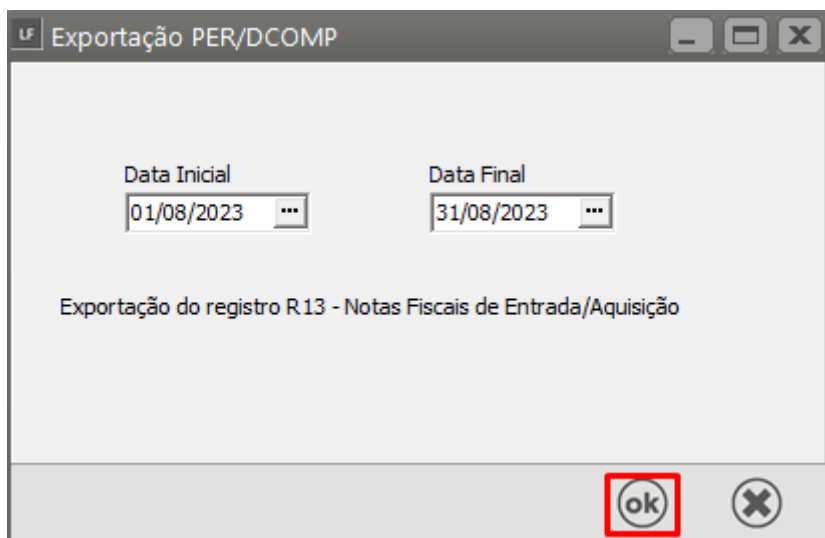 LF Exportação PER/DCOMP
Data Inicial Data Final
01/08/2023 ... 31/08/2023 ...
Exportação do registro R13 - Notas Fiscais de Entrada/Aquisição
ok